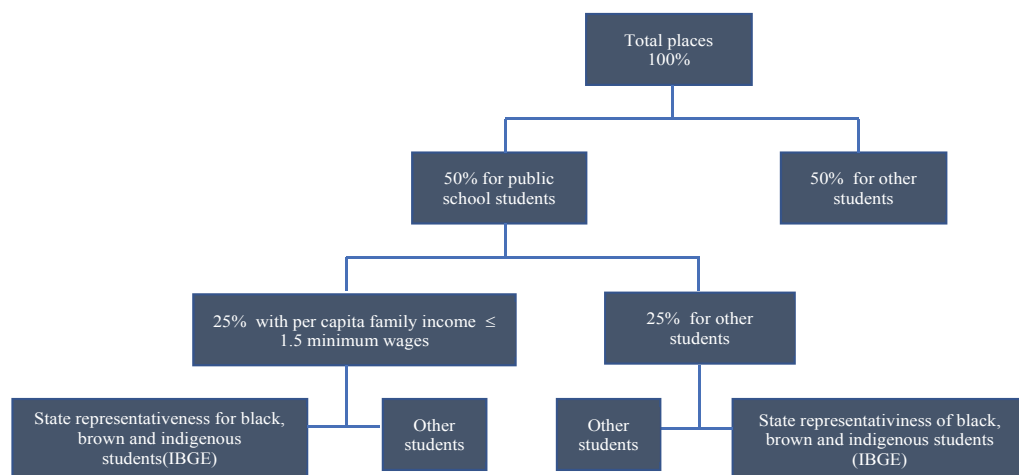 Total places
100%
50% for public
school students
50%  for other
students
25%  with per capita family income  ≤
1.5 minimum wages
25%  for other
students
State representativeness for black,
brown and indigenous
students(IBGE)
Other
students
Other
students
State representativiness of black,
brown and indigenous students
(IBGE)